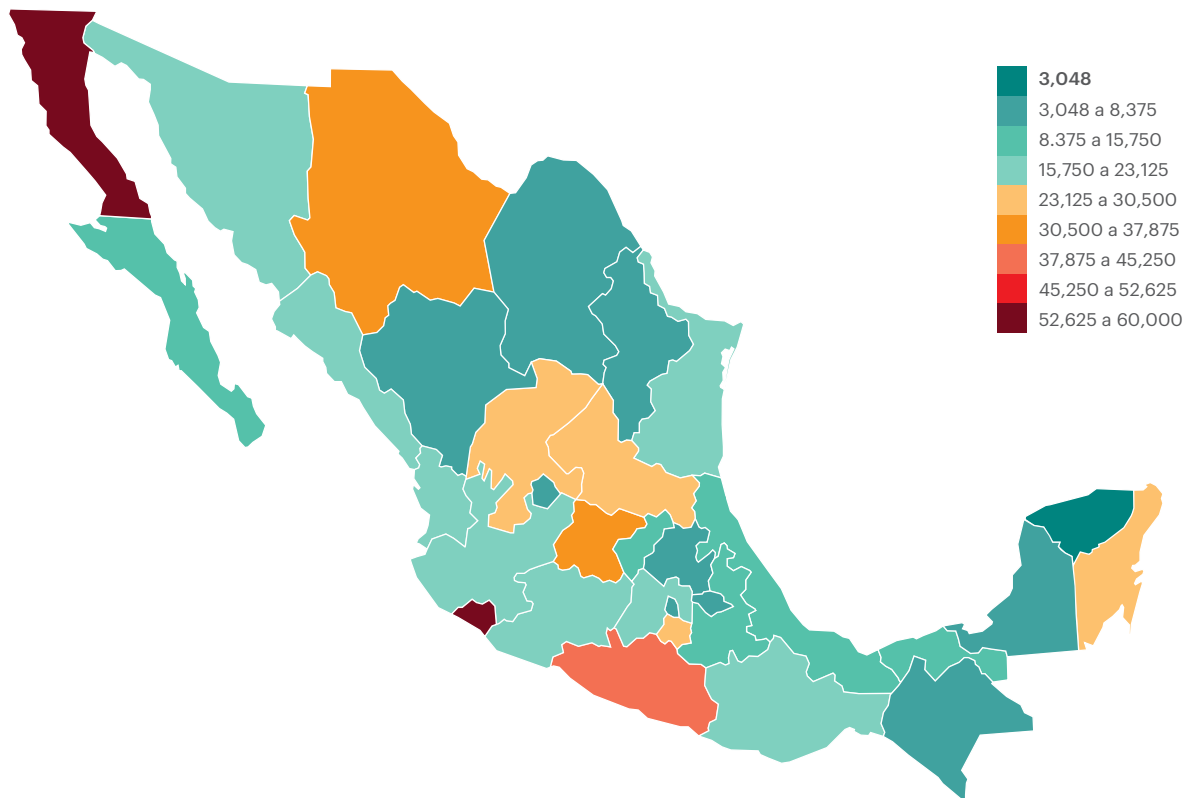 3,048
3,048 a 8,375
8.375 a 15,750
15,750 a 23,125
23,125 a 30,500
30,500 a 37,875
37,875 a 45,250
45,250 a 52,625
52,625 a 60,000